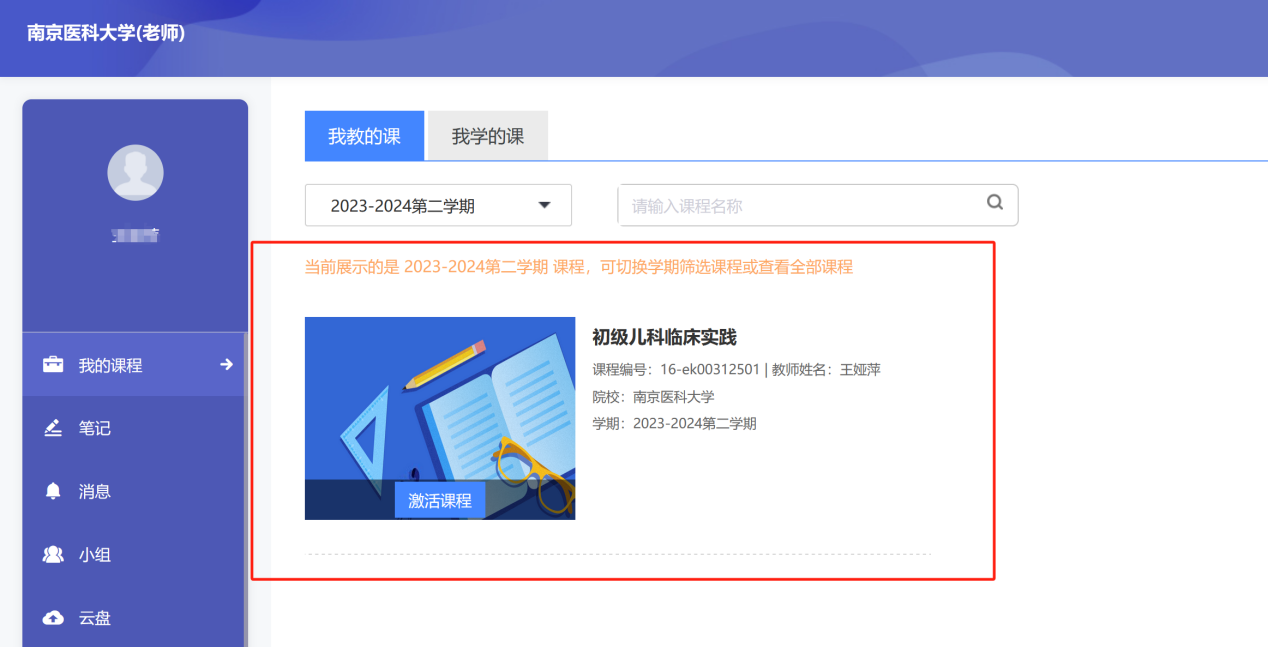 南京医科大学(老师)
我教的课
我学的课
2023-2024第二学期
请输入课程名称
当前展示的是 2023-2024第二学期 课程，可切换学期筛选课程或查看全部课程
初级儿科临床实践
课程编号：16-ek00312501 | 教师姓名：王娅萍
院校：南京医科大学
学期：2023-2024第二学期
激活课程
我的课程
笔记
消息
小组
云盘